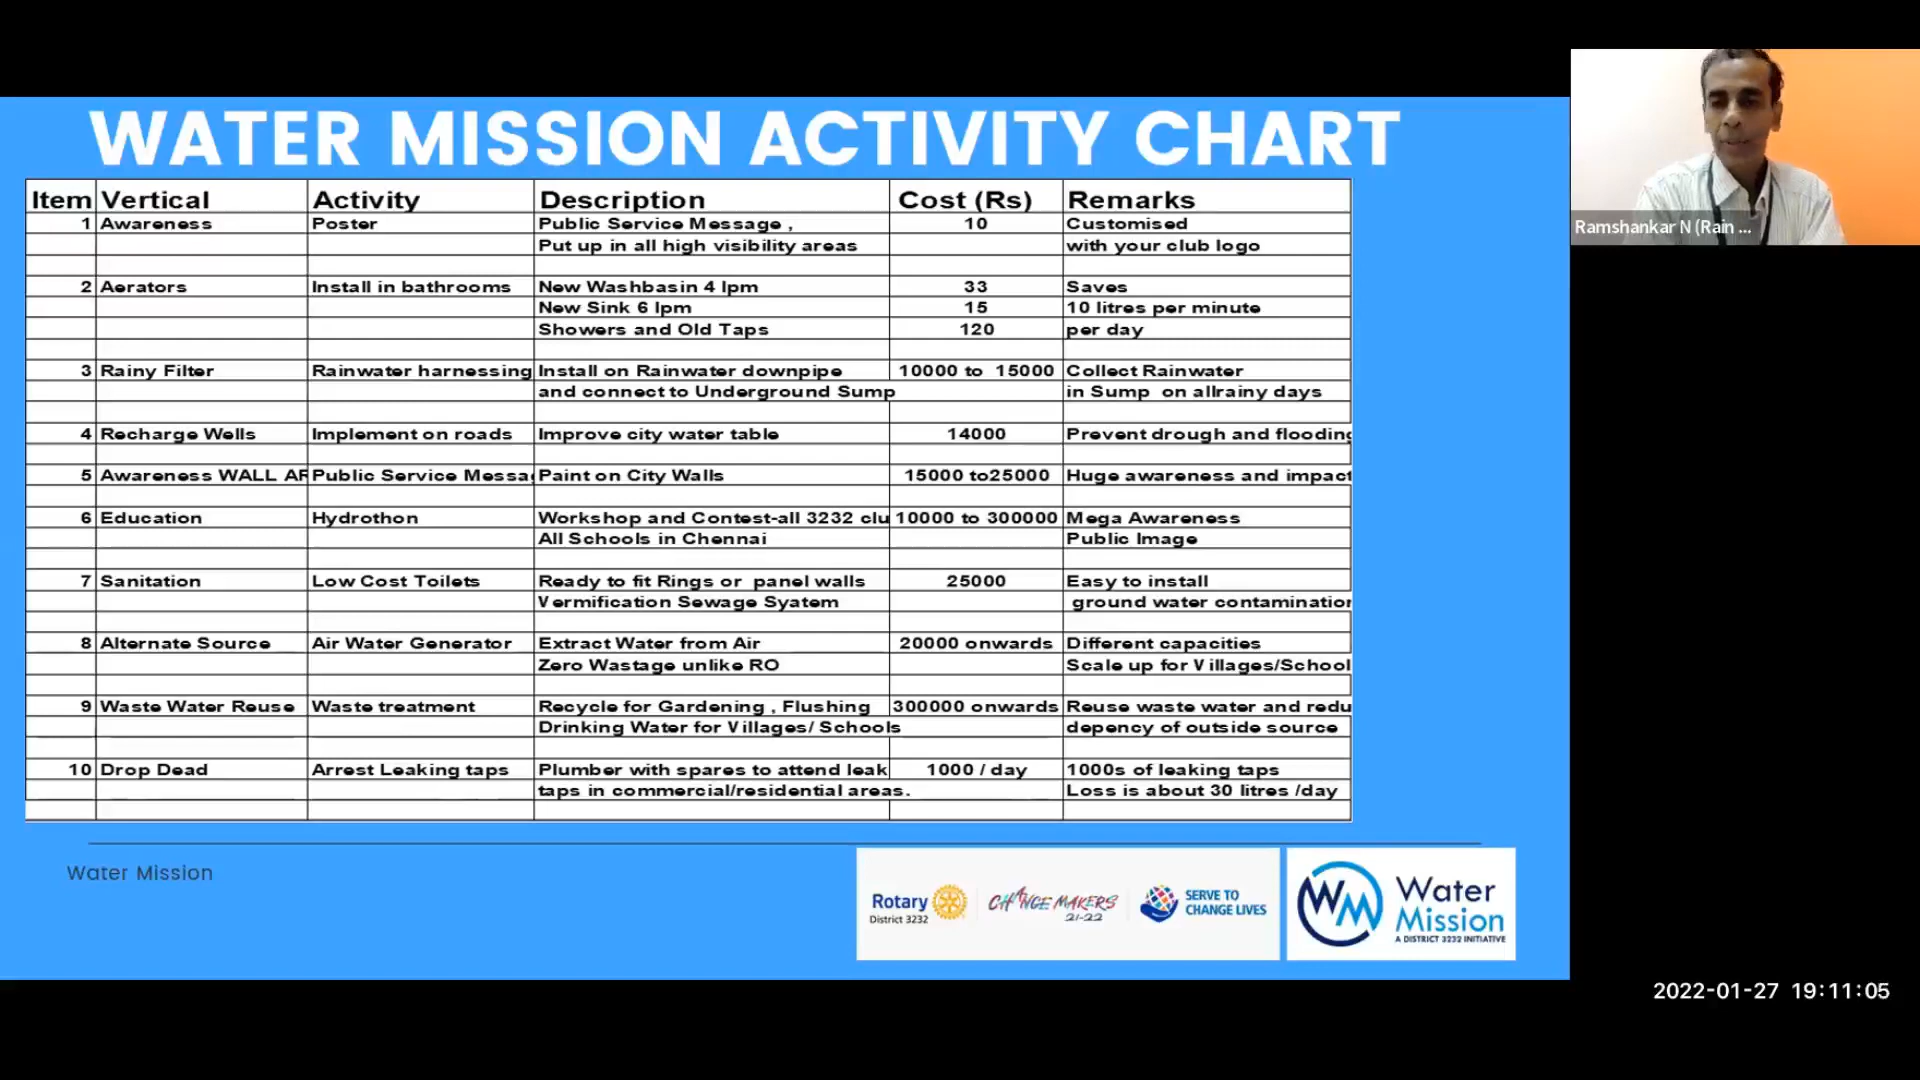 WATER MISSION ACTIVITY CHART
Item Vertical Activity Description Cost (Rs) Remarks
1 Awareness Poster Public Service Message , 10 Customised
Put up in all high visibility areas with your club logo
2 Aerators Install in bathrooms New Washbasin 4 lpm 33 Saves
New Sink 6 lpm 15 10 litres per minute
Showers and Old Taps 120 per day
3 Rainy Filter Rainwater harnessing Install on Rainwater downpipe 10000 to 15000 Collect Rainwater
and connect to Underground Sump in Sump on allrainy days
4 Recharge Wells Implement on roads Improve city water table 14000 Prevent drough and flooding
5 Awareness WALL AR Public Service Messag Paint on City Walls 15000 to25000 Huge awareness and impact
6 Education Hydrothon Workshop and Contest-all 3232 clu 10000 to 300000 Mega Awareness
All Schools in Chennai Public Image
7 Sanitation Low Cost Toilets Ready to fit Rings or panel walls 25000 Easy to install
Vermification Sewage Syatem ground water contamination
8 Alternate Source Air Water Generator Extract Water from Air 20000 onwards Different capacities
Zero Wastage unlike RO Scale up for Villages/School
9 Waste Water Reuse Waste treatment Recycle for Gardening , Flushing 300000 onwards Reuse waste water and redu
Drinking Water for Villages/ Schools depency of outside source
10 Drop Dead Arrest Leaking taps Plumber with spares to attend leak 1000 / day 1000s of leaking taps
taps in commercial/residential areas. Loss is about 30 litres /day
Water Mission
Rotary
District 3232
CHANGE MAKERS
21-22
SERVE TO
CHANGE LIVES
WM
Water
Mission
A DISTRICT 3232 INITIATIVE
Ramshankar N (Rain ...
2022-01-27 19:11:05